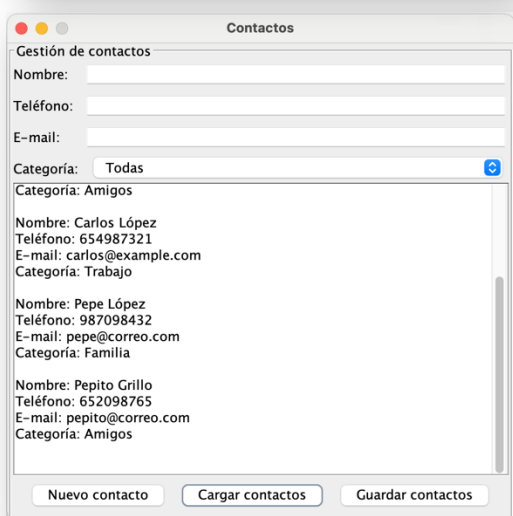 Contactos
Gestión de contactos
Nombre:
Teléfono:
E-mail:
Categoría: Todas
Categoría: Amigos
Nombre: Carlos López
Teléfono: 654987321
E-mail: carlos@example.com
Categoría: Trabajo
Nombre: Pepe López
Teléfono: 987098432
E-mail: pepe@correo.com
Categoría: Familia
Nombre: Pepito Grillo
Teléfono: 652098765
E-mail: pepito@correo.com
Categoría: Amigos
Nuevo contacto Cargar contactos Guardar contactos